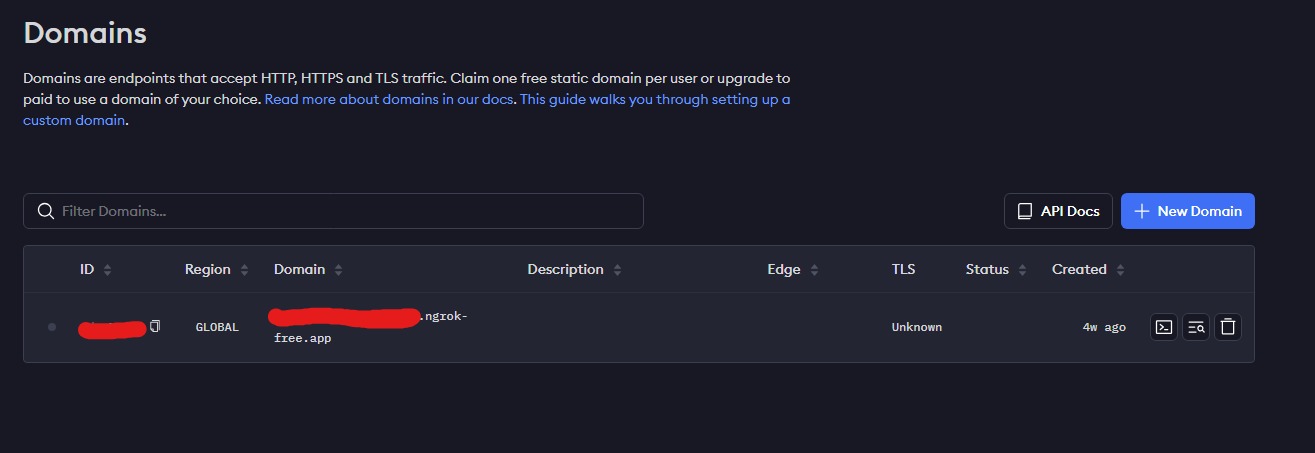 Domains
Domains are endpoints that accept HTTP, HTTPS and TLS traffic. Claim one free static domain per user or upgrade to
paid to use a domain of your choice. Read more about domains in our docs. This guide walks you through setting up a
custom domain.
Filter Domains...
API Docs
New Domain
ID Region Domain Description Edge TLS Status Created
GLOBAL .ngrok-
free.app Unknown 4w ago